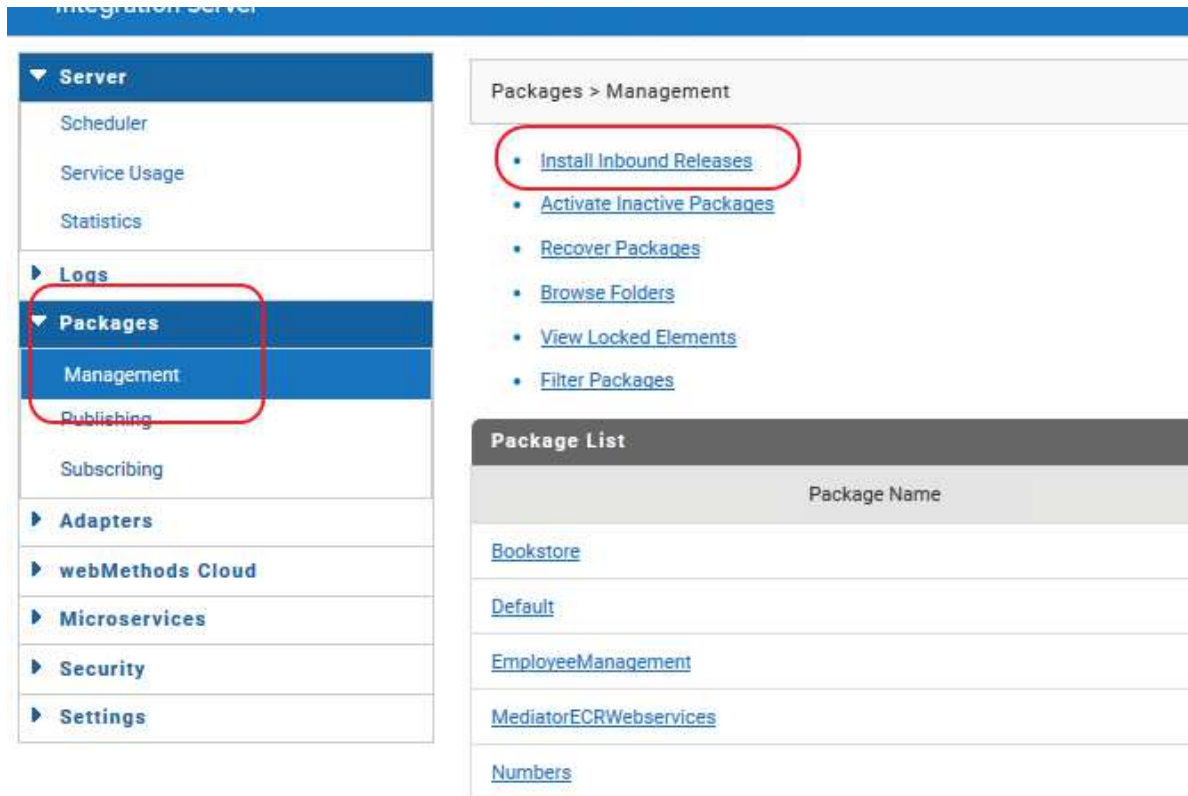 Integration Server
Server
Scheduler
Service Usage
Statistics
Logs
Packages
Management
Publishing
Subscribing
Adapters
webMethods Cloud
Microservices
Security
Settings
Packages > Management
Install Inbound Releases
Activate Inactive Packages
Recover Packages
Browse Folders
View Locked Elements
Filter Packages
Package List
Package Name
Bookstore
Default
EmployeeManagement
MediatorECRWebservices
Numbers